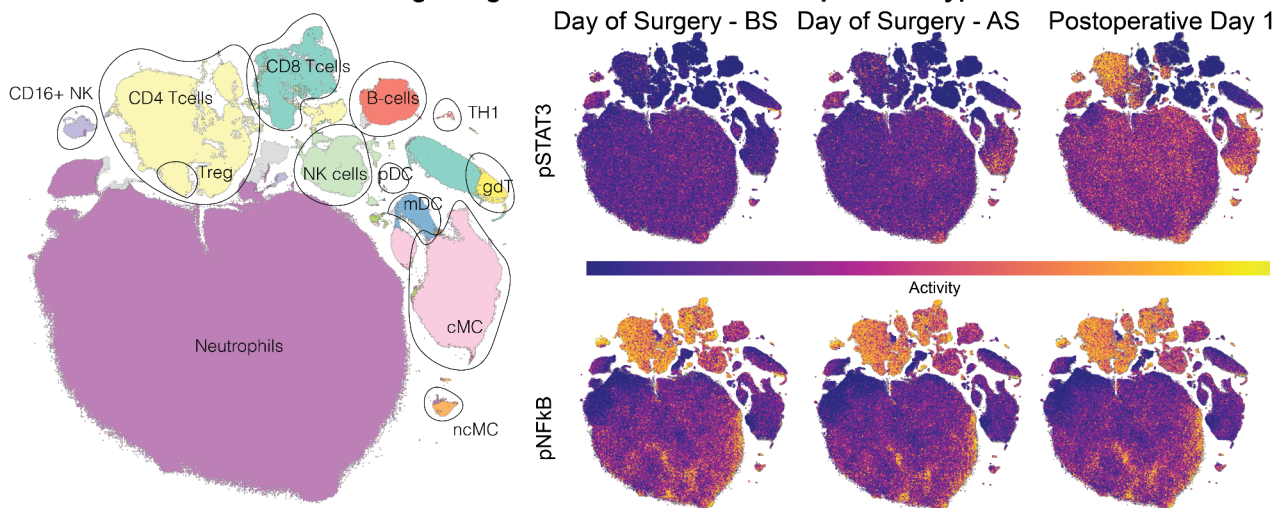 Day of Surgery - BS
Day of Surgery - AS
Postoperative Day 1
CD8 Tcells
CD16+ NK
CD4 Tcells
B-cells
TH1
Treg
NK cells
pDC
gdT
mDC
cMC
Neutrophils
ncMC
pSTAT3
Activity
pNFkB